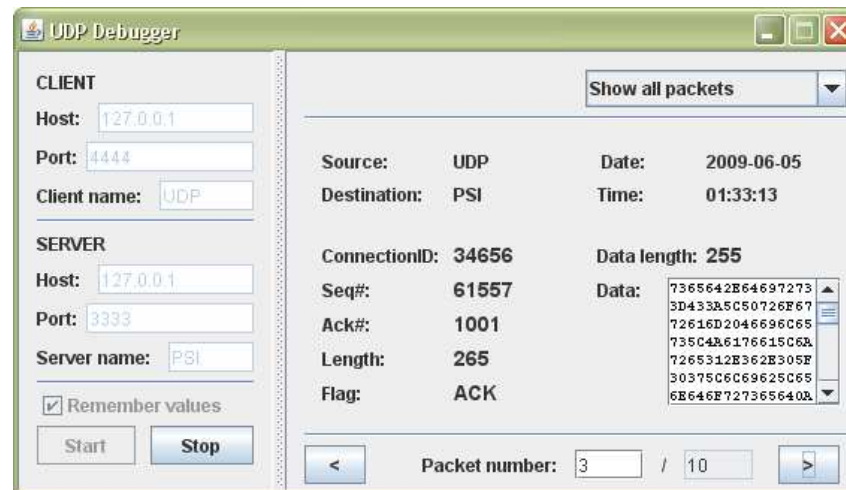 UDP Debugger
CLIENT
Host: 127.0.0.1
Port: 4444
Client name: UDP
SERVER
Host: 127.0.0.1
Port: 3333
Server name: PSI
Remember values
Start Stop
Show all packets
Source: UDP Date: 2009-06-05
Destination: PSI Time: 01:33:13
ConnectionID: 34656 Data length: 255
Seq#: 61557 Data:
Ack#: 1001
Length: 265
Flag: ACK
7365642E64697273
3D433A5C50726F67
72616D2046696C65
735C4A6176615C6A
7265312E362E305F
30375C6C69625C65
6E646F727365640A
< Packet number: 3 / 10 >